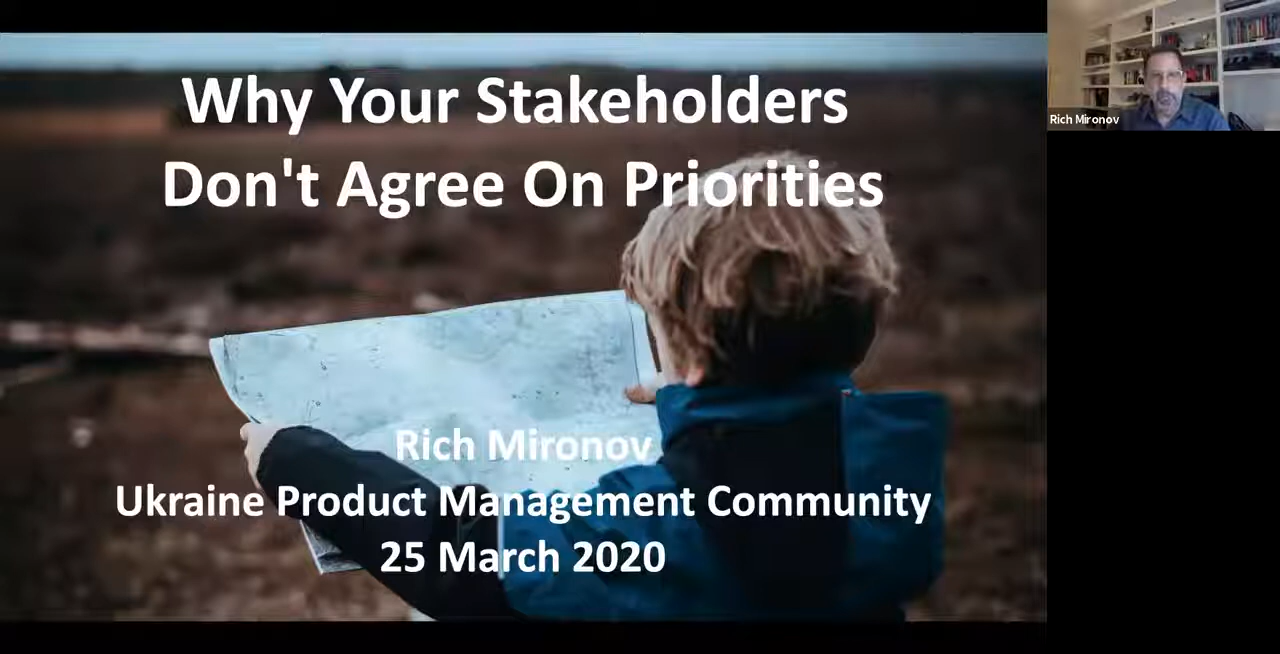 Why Your Stakeholders
Don't Agree On Priorities
Rich Mironov
Ukraine Product Management Community
25 March 2020
Rich Mironov